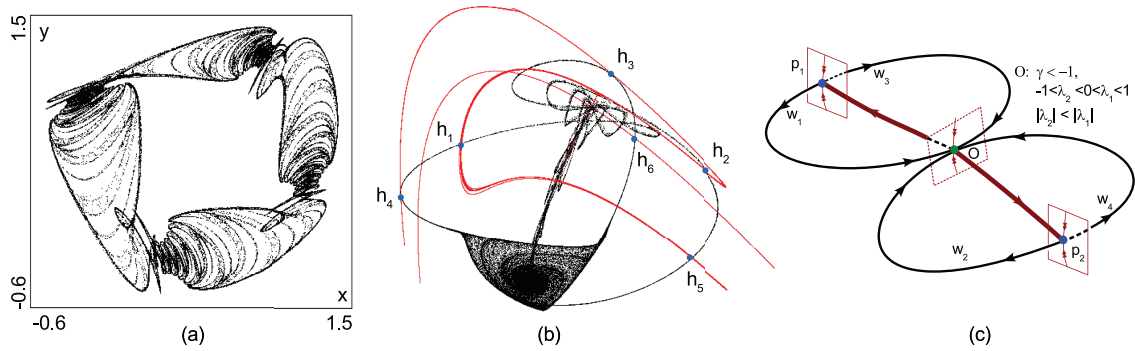 1.5
y
-0.6
x
-0.6
1.5
(a)
h1
h2
h3
h4
h5
h6
(b)
p1
w3
w1
O
O: γ < -1,
-1<λ2 <0<λ1<1
|λ2| < |λ1|
w4
w2
p2
(c)